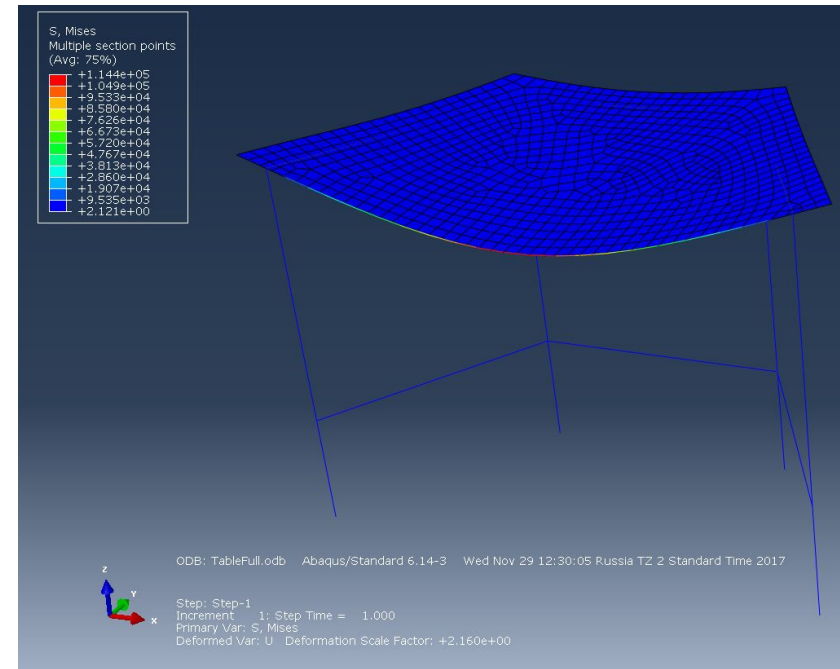 S, Mises
Multiple section points
(Avg: 75%)
+1.144e+05
+1.049e+05
+9.533e+04
+8.580e+04
+7.626e+04
+6.673e+04
+5.720e+04
+4.767e+04
+3.813e+04
+2.860e+04
+1.907e+04
+9.535e+03
+2.121e+00
Z
Y
X
ODB: TableFull.odb Abaqus/Standard 6.14-3 Wed Nov 29 12:30:05 Russia TZ 2 Standard Time 2017
Step: Step-1
Increment 1: Step Time = 1.000
Primary Var: S, Mises
Deformed Var: U Deformation Scale Factor: +2.160e+00